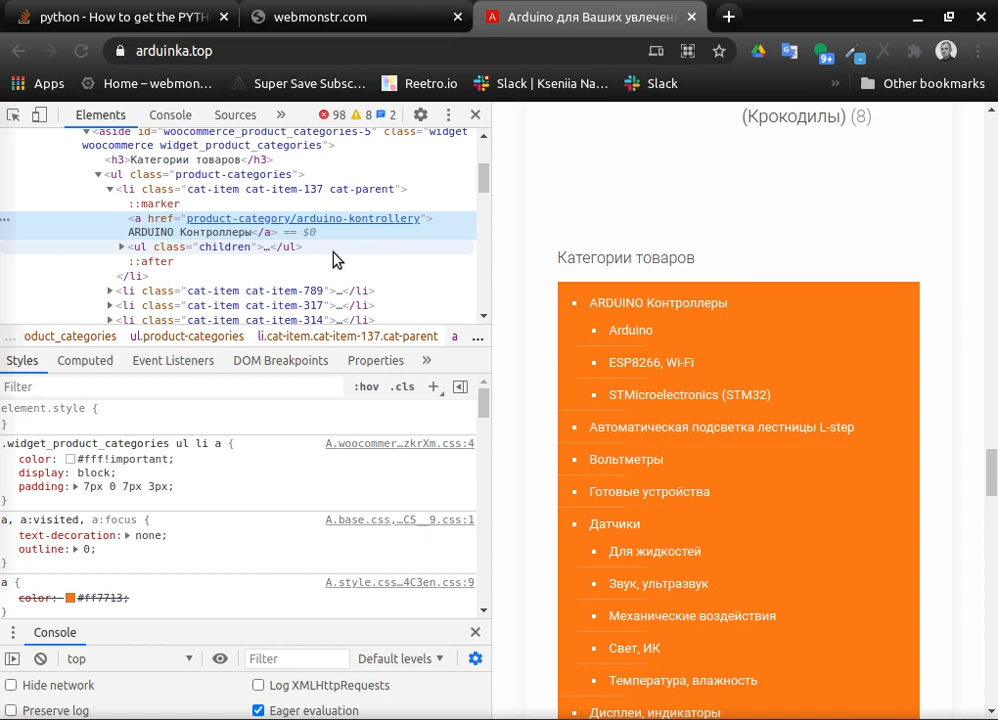 python - How to get the PYTH
webmonstr.com
Arduino для Ваших увлечен
arduinka.top
9+
Apps
Home – webmon...
Super Save Subsc...
Reetro.io
Slack | Kseniia Na...
Slack
Other bookmarks
Elements
Console
Sources
98
8
2
<aside id="woocommerce_product_categories-5" class="widget
woocommerce widget_product_categories">
<h3>Категории товаров</h3>
<ul class="product-categories">
<li class="cat-item cat-item-137 cat-parent">
::marker
<a href="product-category/arduino-kontrollery">
ARDUINO Контроллеры</a> == $0
<ul class="children">…</ul>
::after
</li>
<li class="cat-item cat-item-789">…</li>
<li class="cat-item cat-item-317">…</li>
<li class="cat-item cat-item-314">…</li>
oduct_categories ul.product-categories li.cat-item.cat-item-137.cat-parent a ...
Styles
Computed
Event Listeners
DOM Breakpoints
Properties
Filter
:hov
.cls
element.style {
}
.widget_product_categories ul li a {
A.woocommer…zkrXm.css:4
color: #fff!important;
display: block;
padding: 7px 0 7px 3px;
}
a, a:visited, a:focus {
A.base.css,…CS__9.css:1
text-decoration: none;
outline: 0;
}
a {
A.style.css…4C3en.css:9
color: #ff7713;
}
Console
top
Filter
Default levels
Hide network
Log XMLHttpRequests
Preserve log
Eager evaluation
(Крокодилы) (8)
Категории товаров
ARDUINO Контроллеры
Arduino
ESP8266, Wi-Fi
STMicroelectronics (STM32)
Автоматическая подсветка лестницы L-step
Вольтметры
Готовые устройства
Датчики
Для жидкостей
Звук, ультразвук
Механические воздействия
Свет, ИК
Температура, влажность
Дисплеи, индикаторы